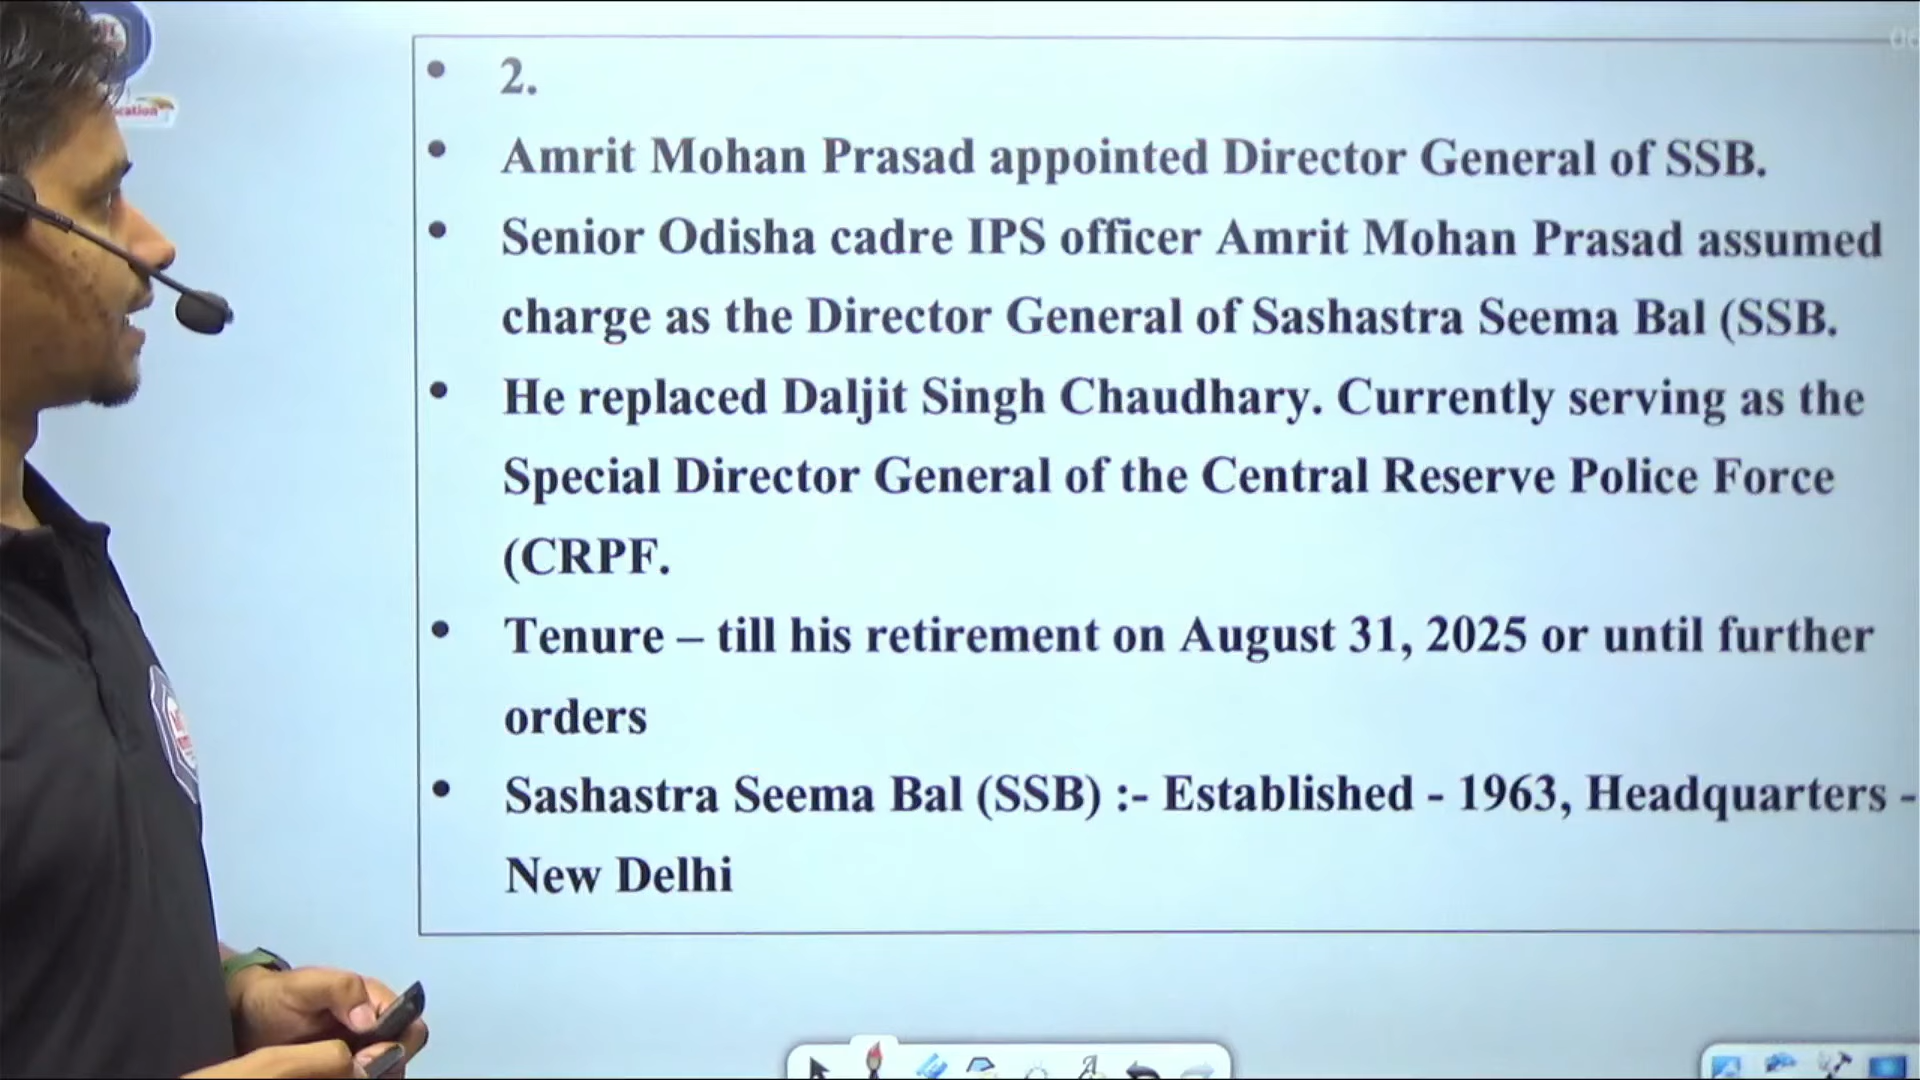 cation
06
• 2.
• Amrit Mohan Prasad appointed Director General of SSB.
• Senior Odisha cadre IPS officer Amrit Mohan Prasad assumed
charge as the Director General of Sashastra Seema Bal (SSB.
• He replaced Daljit Singh Chaudhary. Currently serving as the
Special Director General of the Central Reserve Police Force
(CRPF.
• Tenure – till his retirement on August 31, 2025 or until further
orders
• Sashastra Seema Bal (SSB) :- Established - 1963, Headquarters -
New Delhi